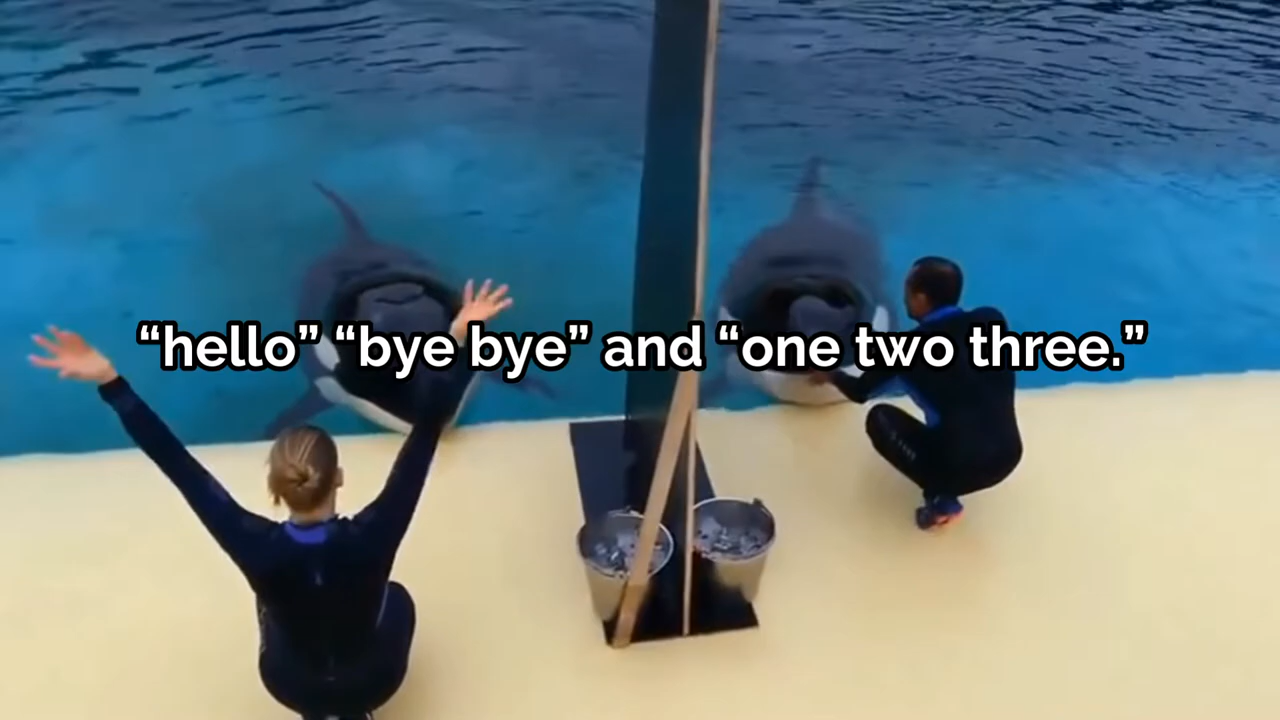 “hello” “bye bye” and “one two three.”